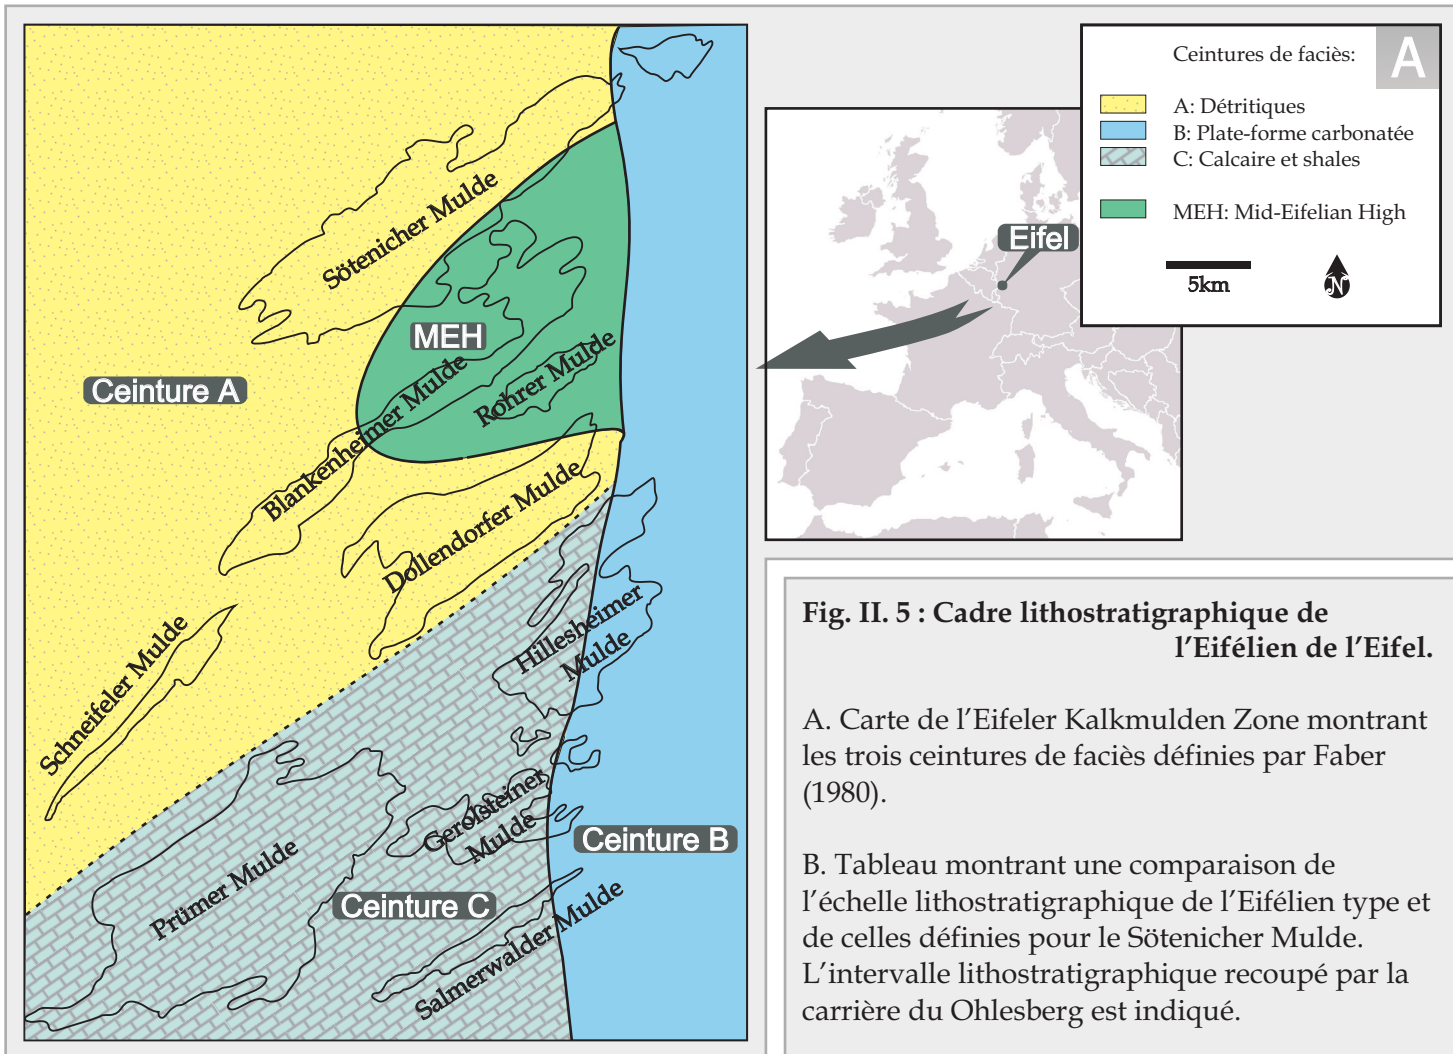 Sötenicher Mulde
MEH
Rohrer Mulde
Ceinture A
Blankenheimer Mulde
Dollendorfer Mulde
Schneifeler Mulde
Hillesheimer
Mulde
Gerolsteiner
Mulde
Ceinture B
Prümer Mulde
Ceinture C
Salmerwalder Mulde
Eifel
A
Ceintures de faciès:
A: Détritiques
B: Plate-forme carbonatée
C: Calcaire et shales
MEH: Mid-Eifelian High
5km
N
Fig. II. 5 : Cadre lithostratigraphique de
l'Eifélien de l'Eifel.
A. Carte de l'Eifeler Kalkmulden Zone montrant
les trois ceintures de faciès définies par Faber
(1980).
B. Tableau montrant une comparaison de
l'échelle lithostratigraphique de l'Eifélien type et
de celles définies pour le Sötenicher Mulde.
L'intervalle lithostratigraphique recoupé par la
carrière du Ohlesberg est indiqué.